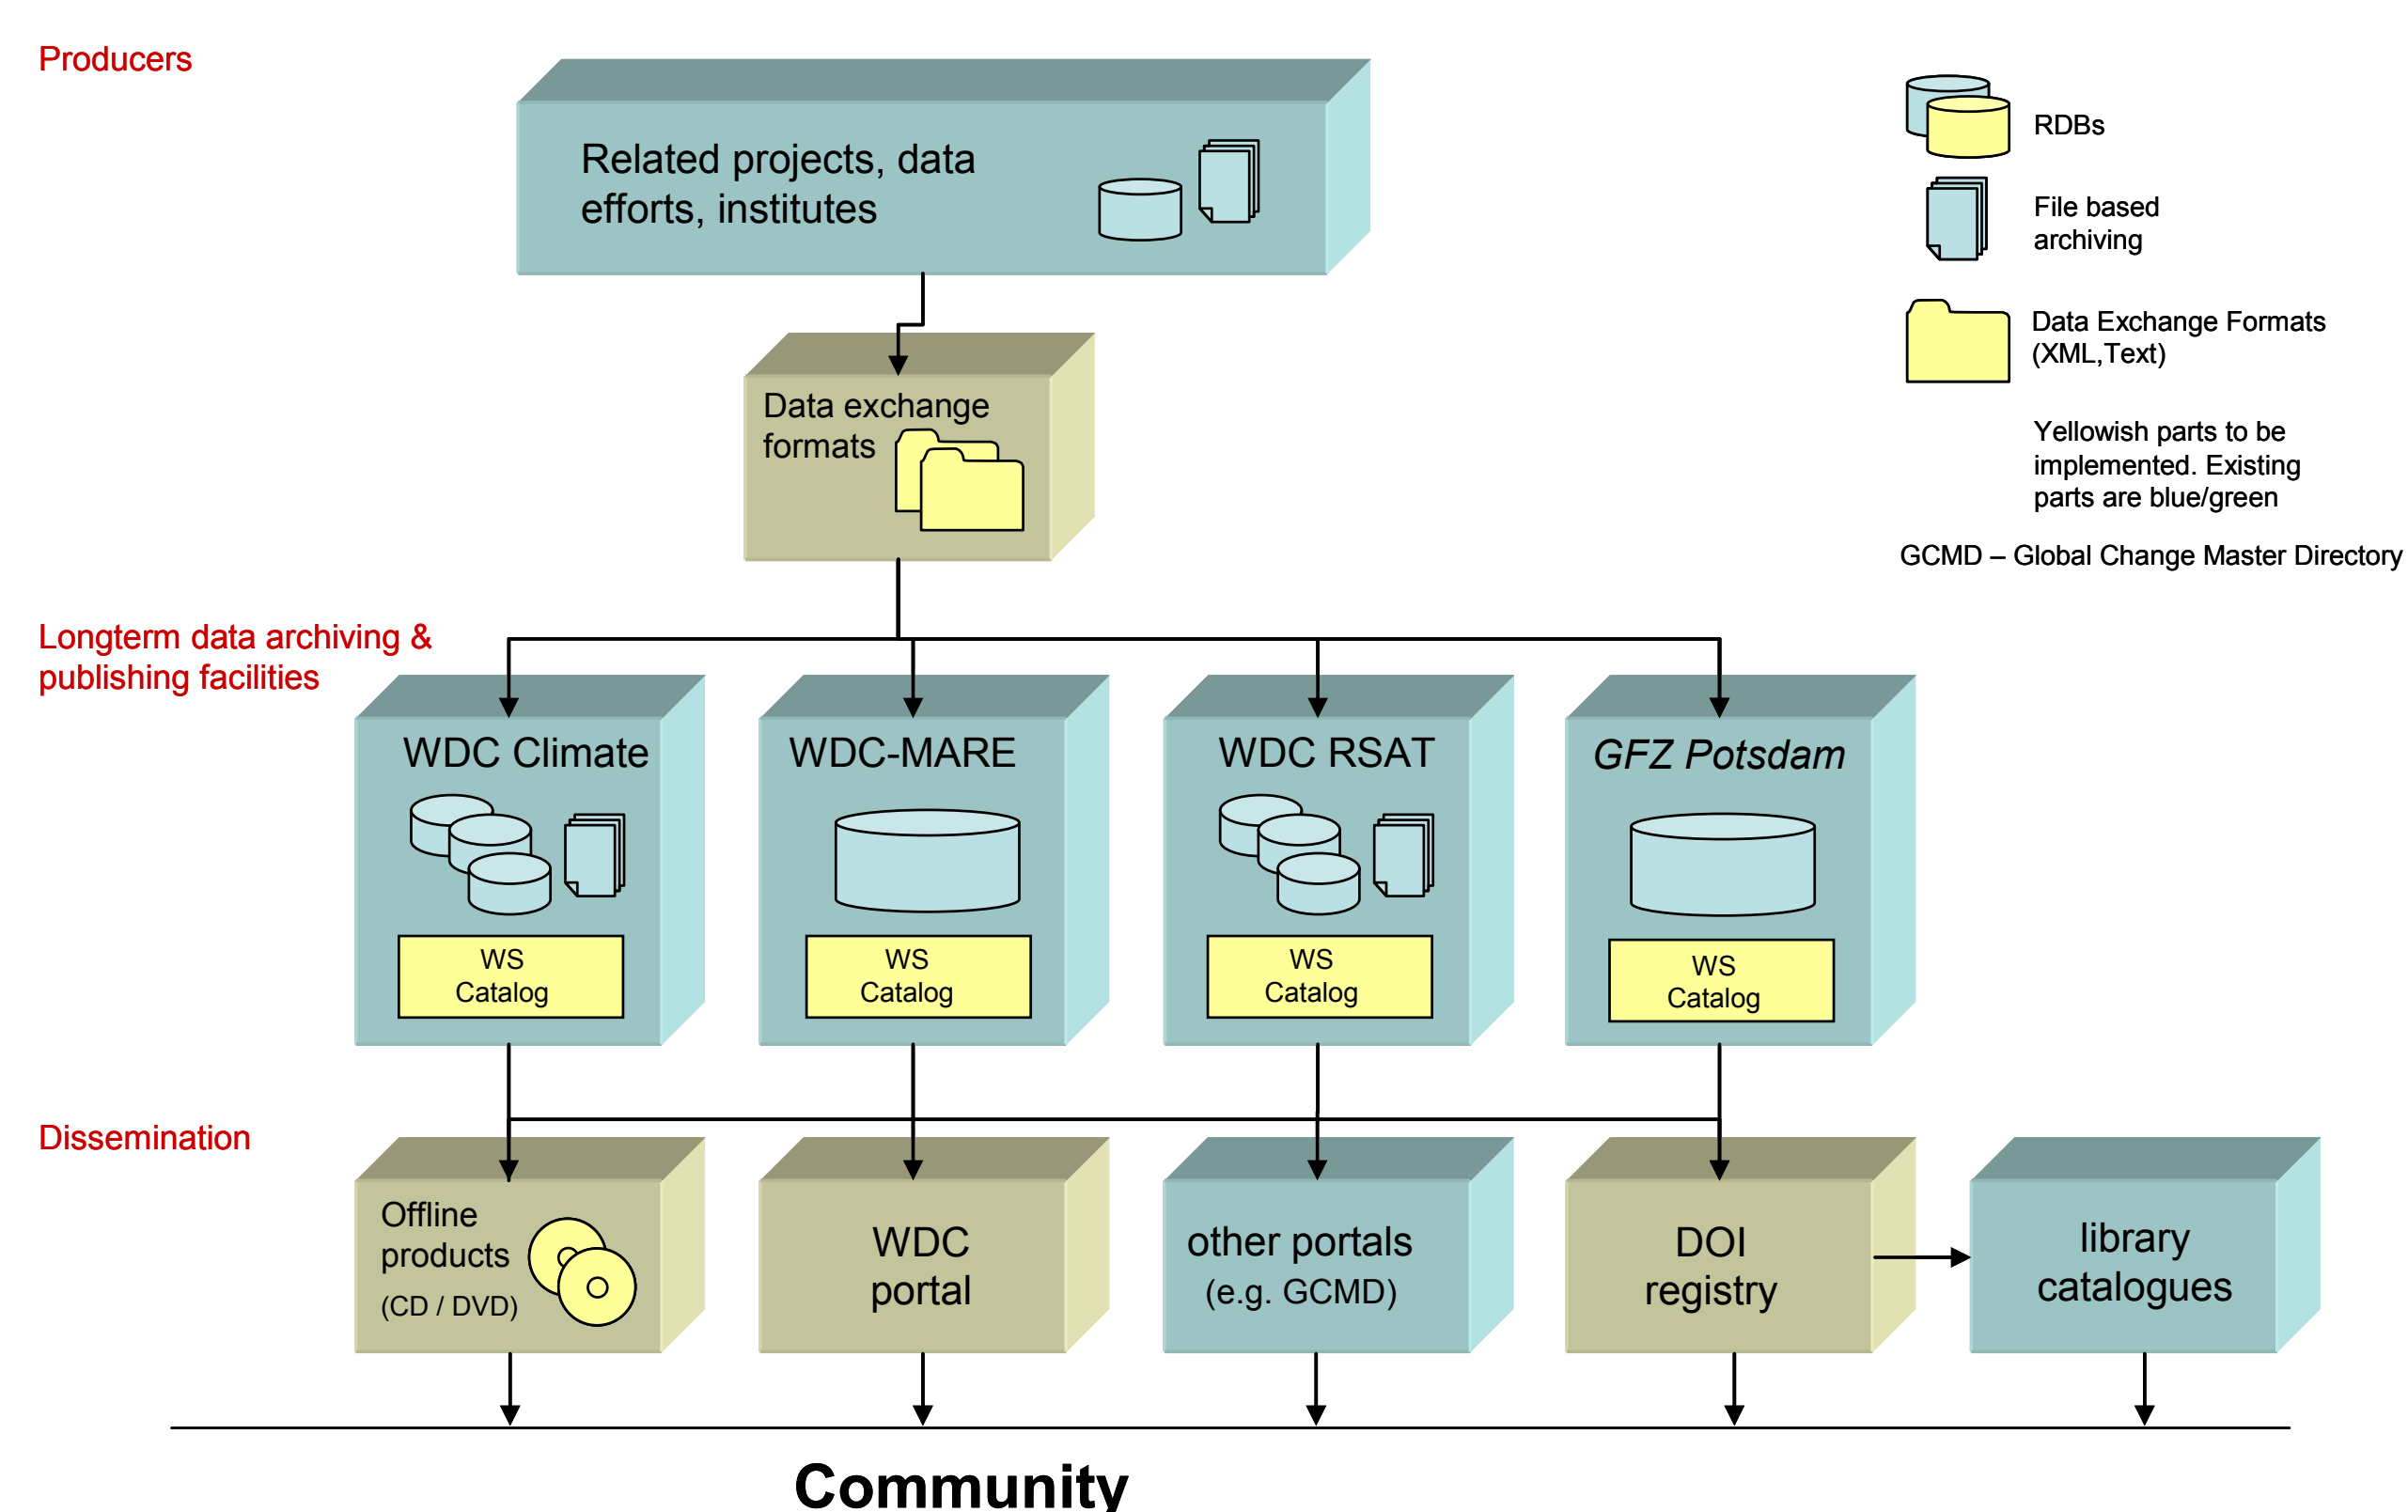 Producers
Related projects, data
efforts, institutes
RDBs
File based
archiving
Data Exchange Formats
(XML,Text)
Yellowish parts to be
implemented. Existing
parts are blue/green
GCMD – Global Change Master Directory
Data exchange
formats
Longterm data archiving &
publishing facilities
WDC Climate
WS
Catalog
WDC-MARE
WS
Catalog
WDC RSAT
WS
Catalog
GFZ Potsdam
WS
Catalog
Dissemination
Offline
products
(CD / DVD)
WDC
portal
other portals
(e.g. GCMD)
DOI
registry
library
catalogues
Community